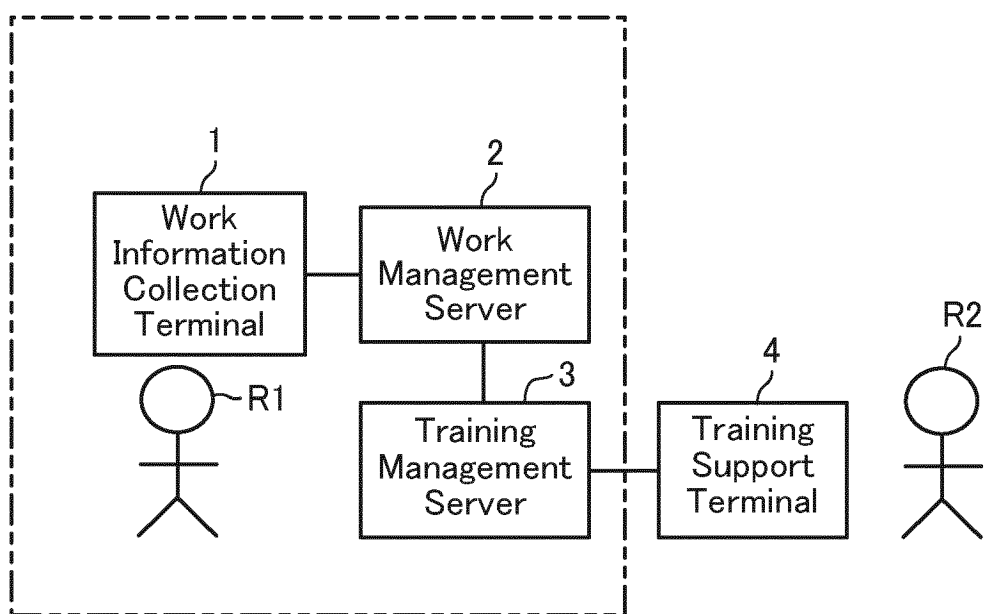 1
Work
Information
Collection
Terminal
2
Work
Management
Server
R1
3
Training
Management
Server
4
Training
Support
Terminal
R2